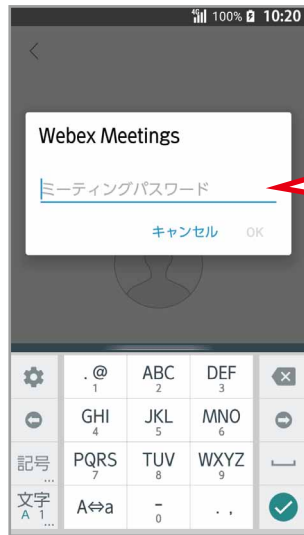 4G 100% 10:20
Webex Meetings
ミーティングパスワード
キャンセル OK
.@ ABC DEF
1 2 3
GHI JKL MNO
4 5 6
記号 PQRS TUV WXYZ
... 7 8 9
文字 A⇔a - . ,
A 1 0
...